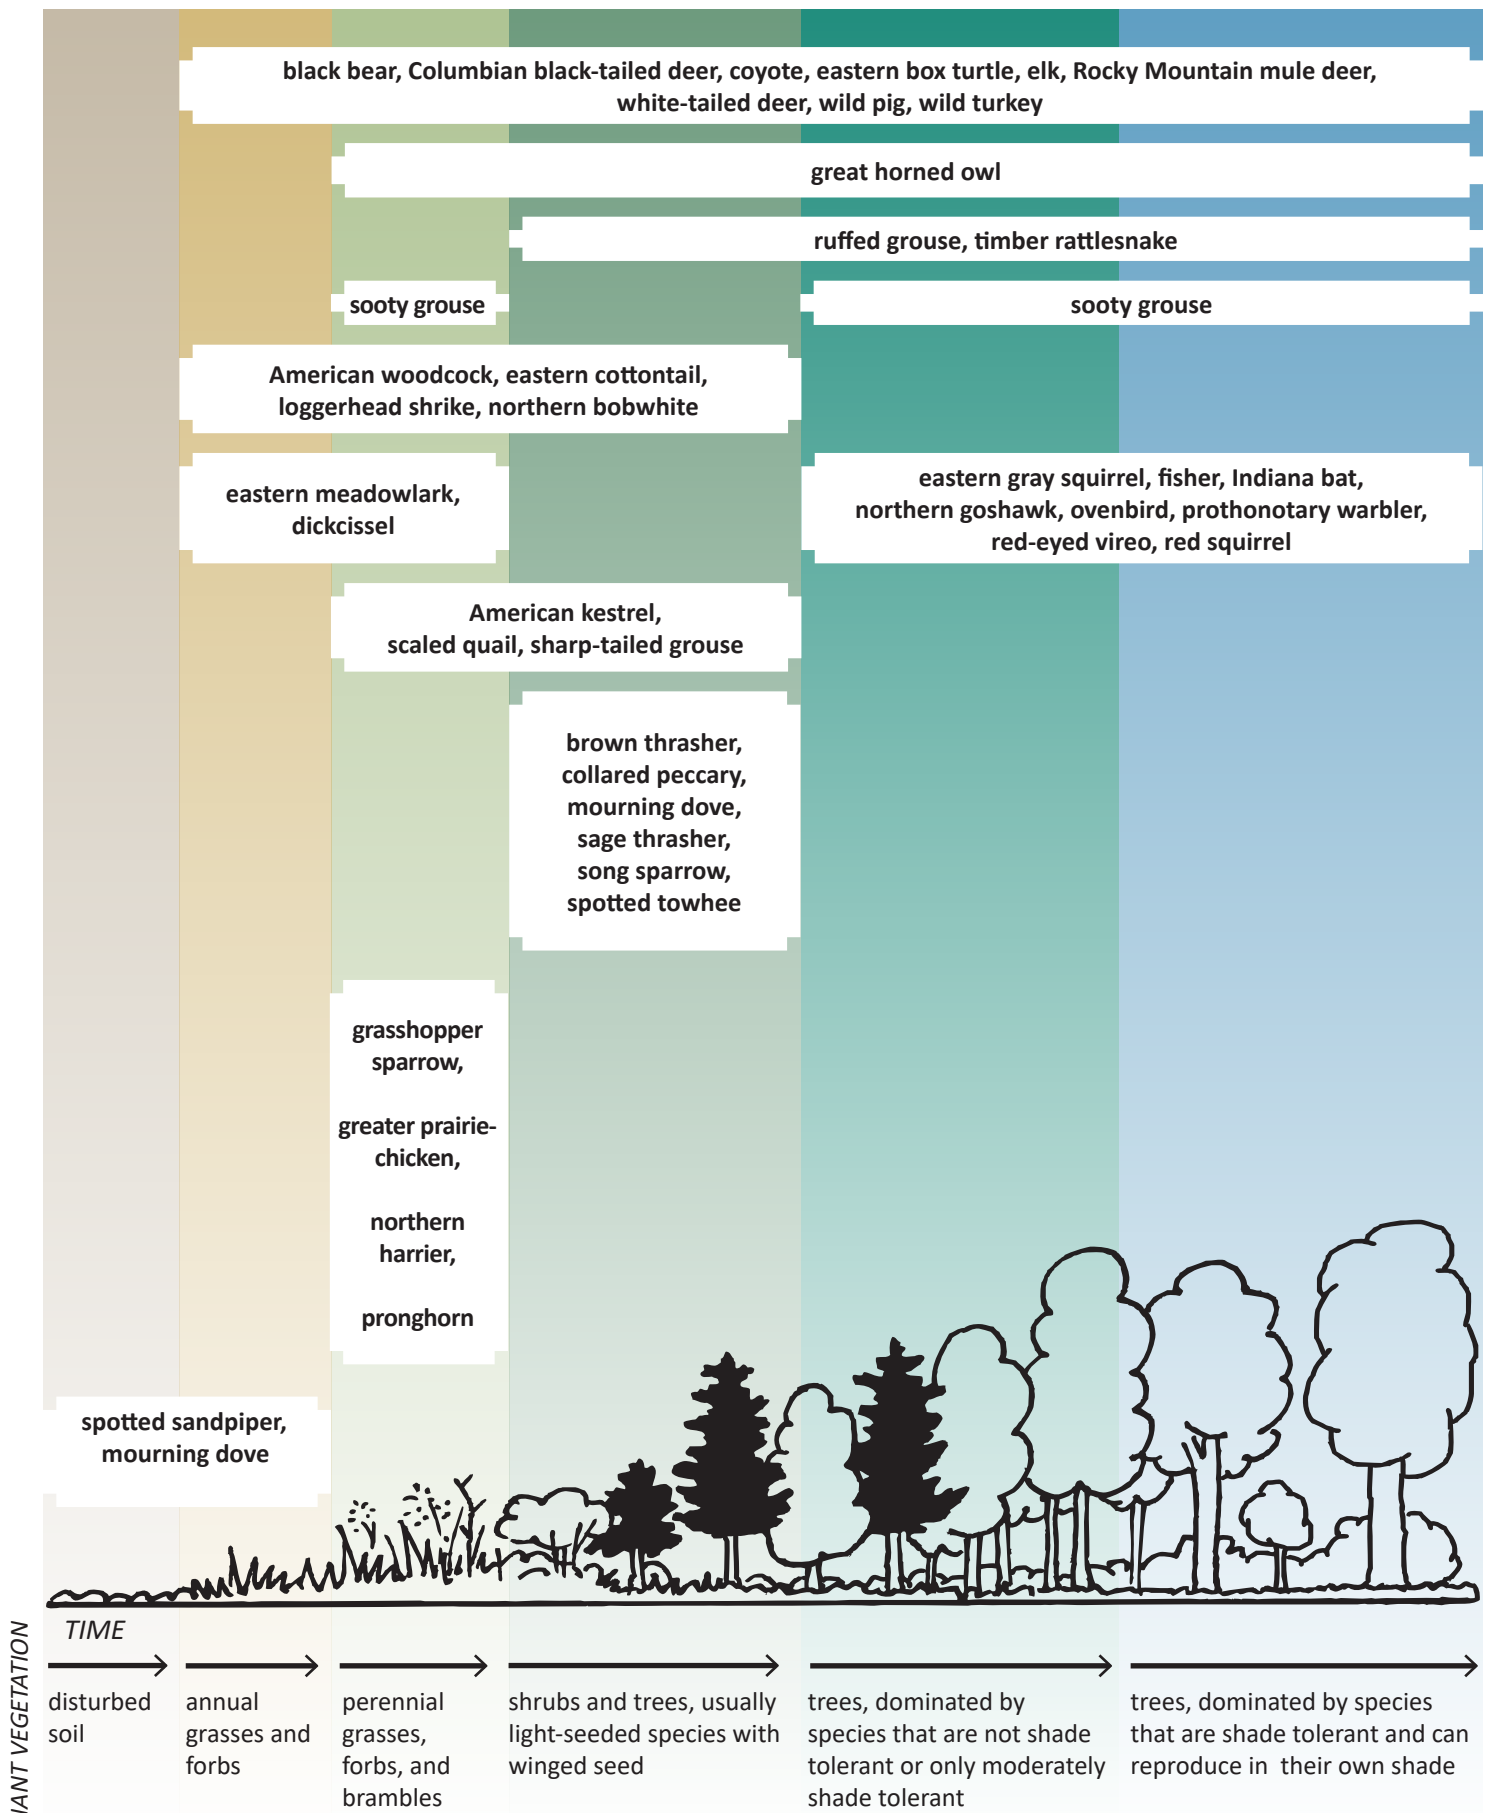 black bear, Columbian black-tailed deer, coyote, eastern box turtle, elk, Rocky Mountain mule deer,
white-tailed deer, wild pig, wild turkey
great horned owl
ruffed grouse, timber rattlesnake
sooty grouse
sooty grouse
American woodcock, eastern cottontail,
loggerhead shrike, northern bobwhite
eastern meadowlark,
dickcissel
eastern gray squirrel, fisher, Indiana bat,
northern goshawk, ovenbird, prothonotary warbler,
red-eyed vireo, red squirrel
American kestrel,
scaled quail, sharp-tailed grouse
brown thrasher,
collared peccary,
mourning dove,
sage thrasher,
song sparrow,
spotted towhee
grasshopper
sparrow,
greater prairie-
chicken,
northern
harrier,
pronghorn
spotted sandpiper,
mourning dove
TIME
disturbed
soil
annual
grasses and
forbs
perennial
grasses,
forbs, and
brambles
shrubs and trees, usually
light-seeded species with
winged seed
trees, dominated by
species that are not shade
tolerant or only moderately
shade tolerant
trees, dominated by species
that are shade tolerant and can
reproduce in their own shade
VEGETATION